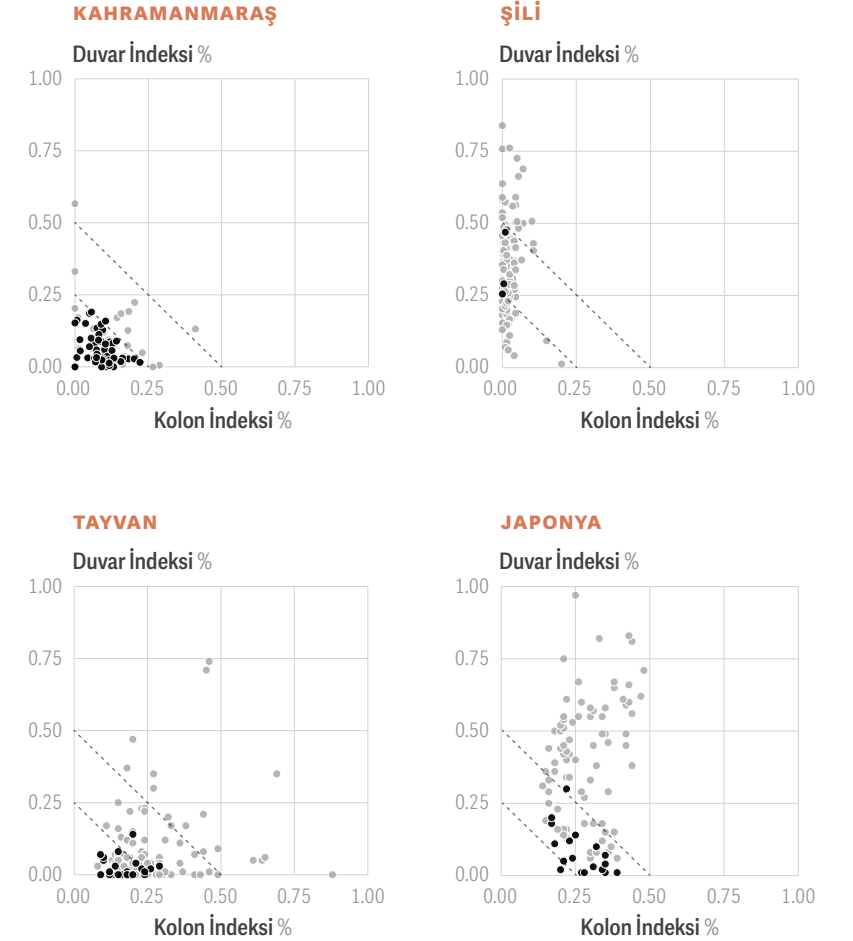 KAHRAMANMARAŞ
Duvar İndeksi %
1.00
0.75
0.50
0.25
0.00
0.00 0.25 0.50 0.75 1.00
Kolon İndeksi %
ŞİLİ
Duvar İndeksi %
1.00
0.75
0.50
0.25
0.00
0.00 0.25 0.50 0.75 1.00
Kolon İndeksi %
TAYVAN
Duvar İndeksi %
1.00
0.75
0.50
0.25
0.00
0.00 0.25 0.50 0.75 1.00
Kolon İndeksi %
JAPONYA
Duvar İndeksi %
1.00
0.75
0.50
0.25
0.00
0.00 0.25 0.50 0.75 1.00
Kolon İndeksi %